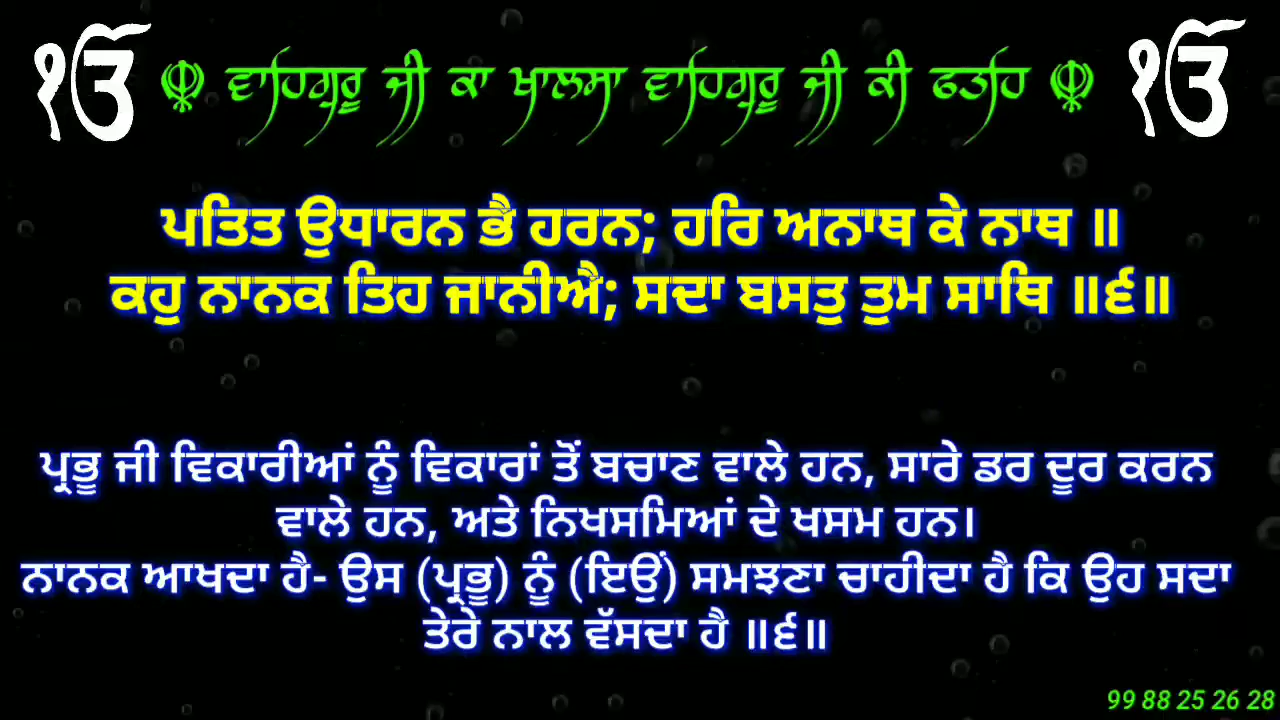 ੴ ☬ ਵਾਹਿਗੁਰੂ ਜੀ ਕਾ ਖਾਲਸਾ ਵਾਹਿਗੁਰੂ ਜੀ ਕੀ ਫਤਹਿ ☬ ੴ
ਪਤਿਤ ਉਧਾਰਨ ਭੈ ਹਰਨ; ਹਰਿ ਅਨਾਥ ਕੇ ਨਾਥ ॥
ਕਹੁ ਨਾਨਕ ਤਿਹ ਜਾਨੀਐ; ਸਦਾ ਬਸਤੁ ਤੁਮ ਸਾਥਿ ॥੬॥
ਪ੍ਰਭੂ ਜੀ ਵਿਕਾਰੀਆਂ ਨੂੰ ਵਿਕਾਰਾਂ ਤੋਂ ਬਚਾਣ ਵਾਲੇ ਹਨ, ਸਾਰੇ ਡਰ ਦੂਰ ਕਰਨ
ਵਾਲੇ ਹਨ, ਅਤੇ ਨਿਖਸਮਿਆਂ ਦੇ ਖਸਮ ਹਨ।
ਨਾਨਕ ਆਖਦਾ ਹੈ- ਉਸ (ਪ੍ਰਭੂ) ਨੂੰ (ਇਉਂ) ਸਮਝਣਾ ਚਾਹੀਦਾ ਹੈ ਕਿ ਉਹ ਸਦਾ
ਤੇਰੇ ਨਾਲ ਵੱਸਦਾ ਹੈ ॥੬॥
99 88 25 26 28